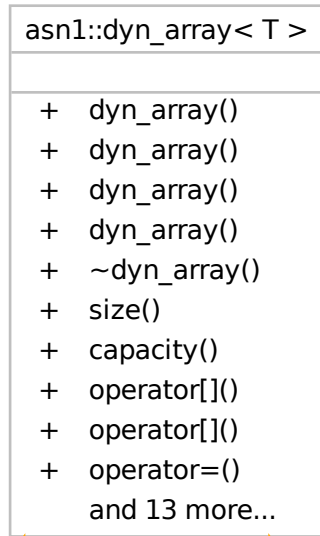 asn1::dyn_array< T >
+ dyn_array()
+ dyn_array()
+ dyn_array()
+ dyn_array()
+ ~dyn_array()
+ size()
+ capacity()
+ operator[]()
+ operator[]()
+ operator=()
and 13 more...